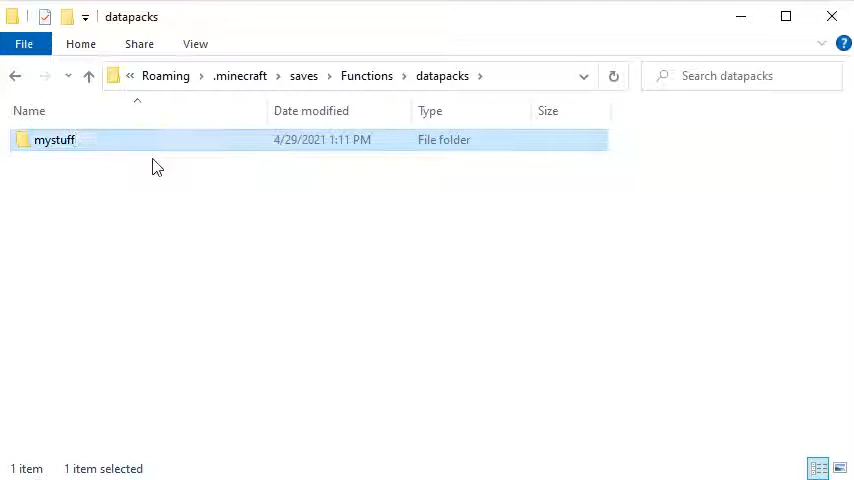 datapacks
File Home Share View
« Roaming › .minecraft › saves › Functions › datapacks › Search datapacks
Name Date modified Type Size
mystuff 4/29/2021 1:11 PM File folder
1 item 1 item selected